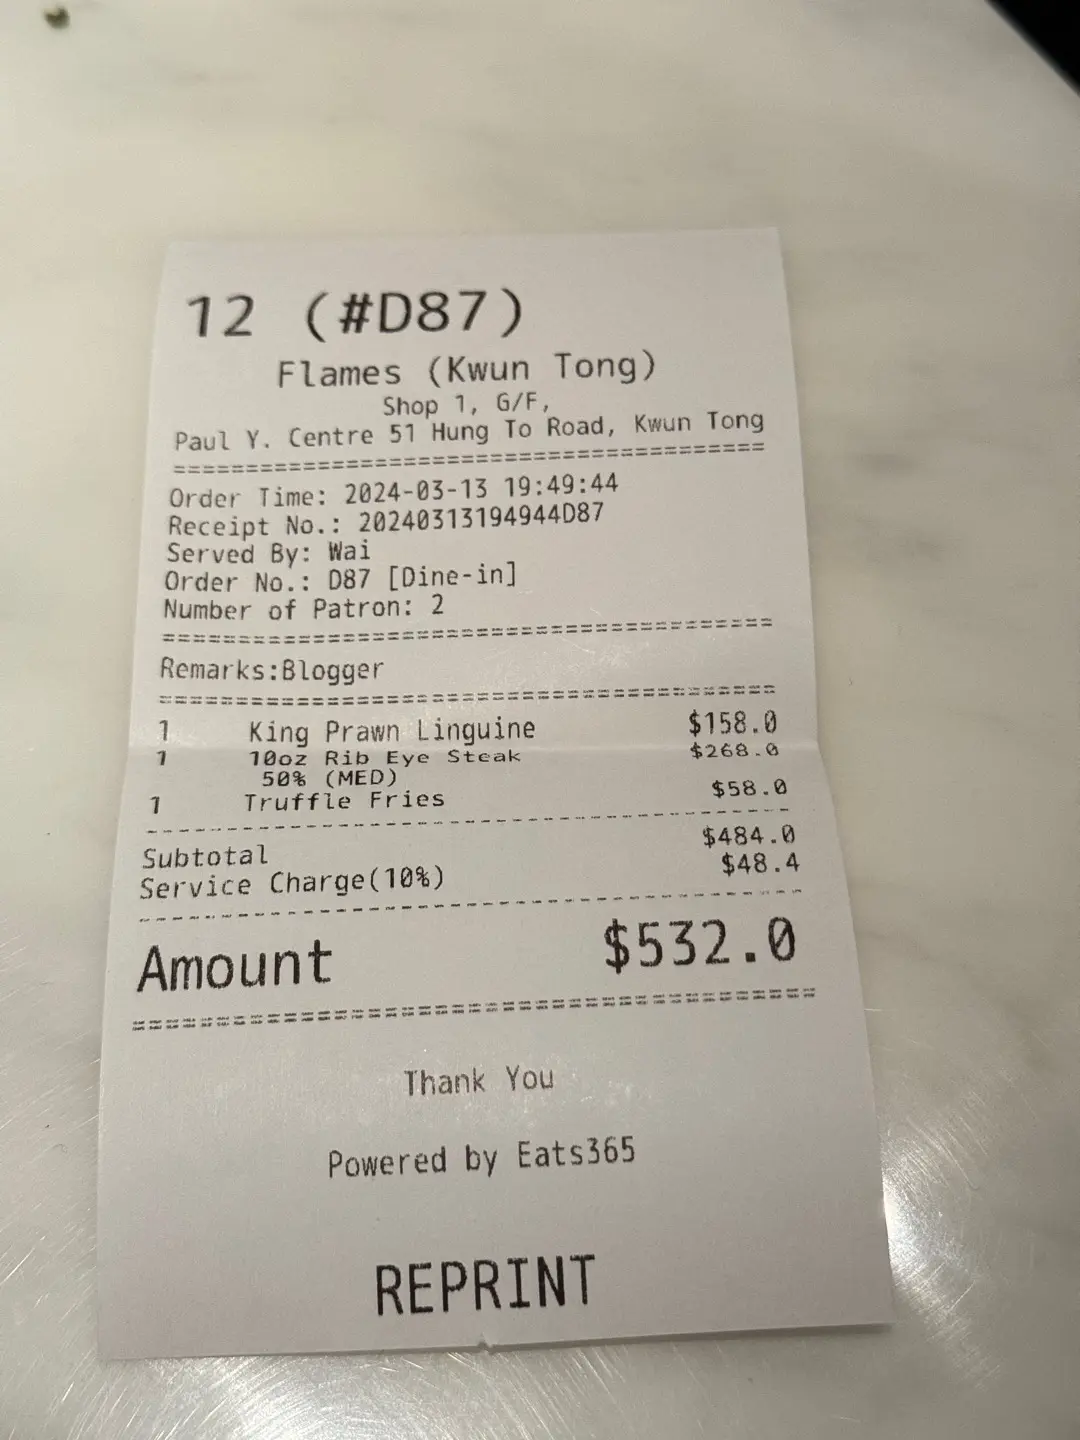 12 (#D87)
Flames (Kwun Tong)
Shop 1, G/F,
Paul Y. Centre 51 Hung To Road, Kwun Tong
========================================
Order Time: 2024-03-13 19:49:44
Receipt No.: 20240313194944D87
Served By: Wai
Order No.: D87 [Dine-in]
Number of Patron: 2
========================================
Remarks:Blogger
========================================
1 King Prawn Linguine $158.0
1 10oz Rib Eye Steak $268.0
50% (MED)
1 Truffle Fries $58.0
----------------------------------------
Subtotal $484.0
Service Charge(10%) $48.4
----------------------------------------
Amount $532.0
========================================
Thank You
Powered by Eats365
REPRINT